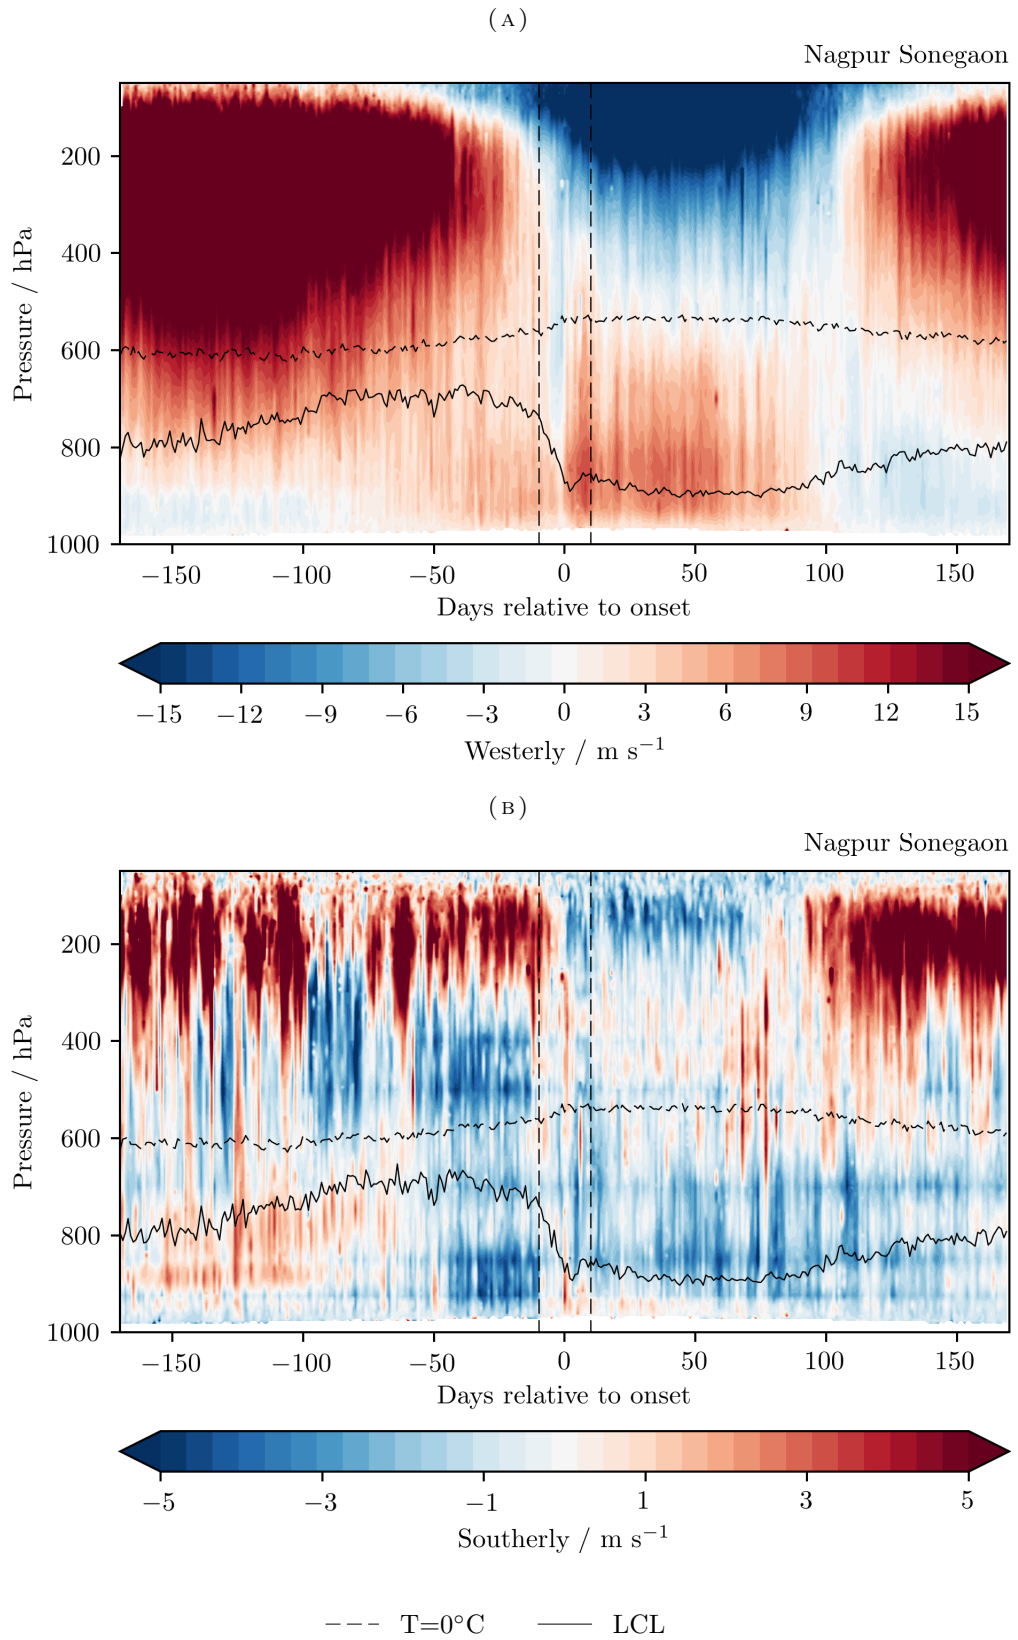 (A)
Nagpur Sonegaon
200
400
600
800
1000
Pressure / hPa
−150 −100 −50 0 50 100 150
Days relative to onset
−15 −12 −9 −6 −3 0 3 6 9 12 15
Westerly / m s⁻¹
(B)
Nagpur Sonegaon
200
400
600
800
1000
Pressure / hPa
−150 −100 −50 0 50 100 150
Days relative to onset
−5 −3 −1 1 3 5
Southerly / m s⁻¹
T=0°C LCL